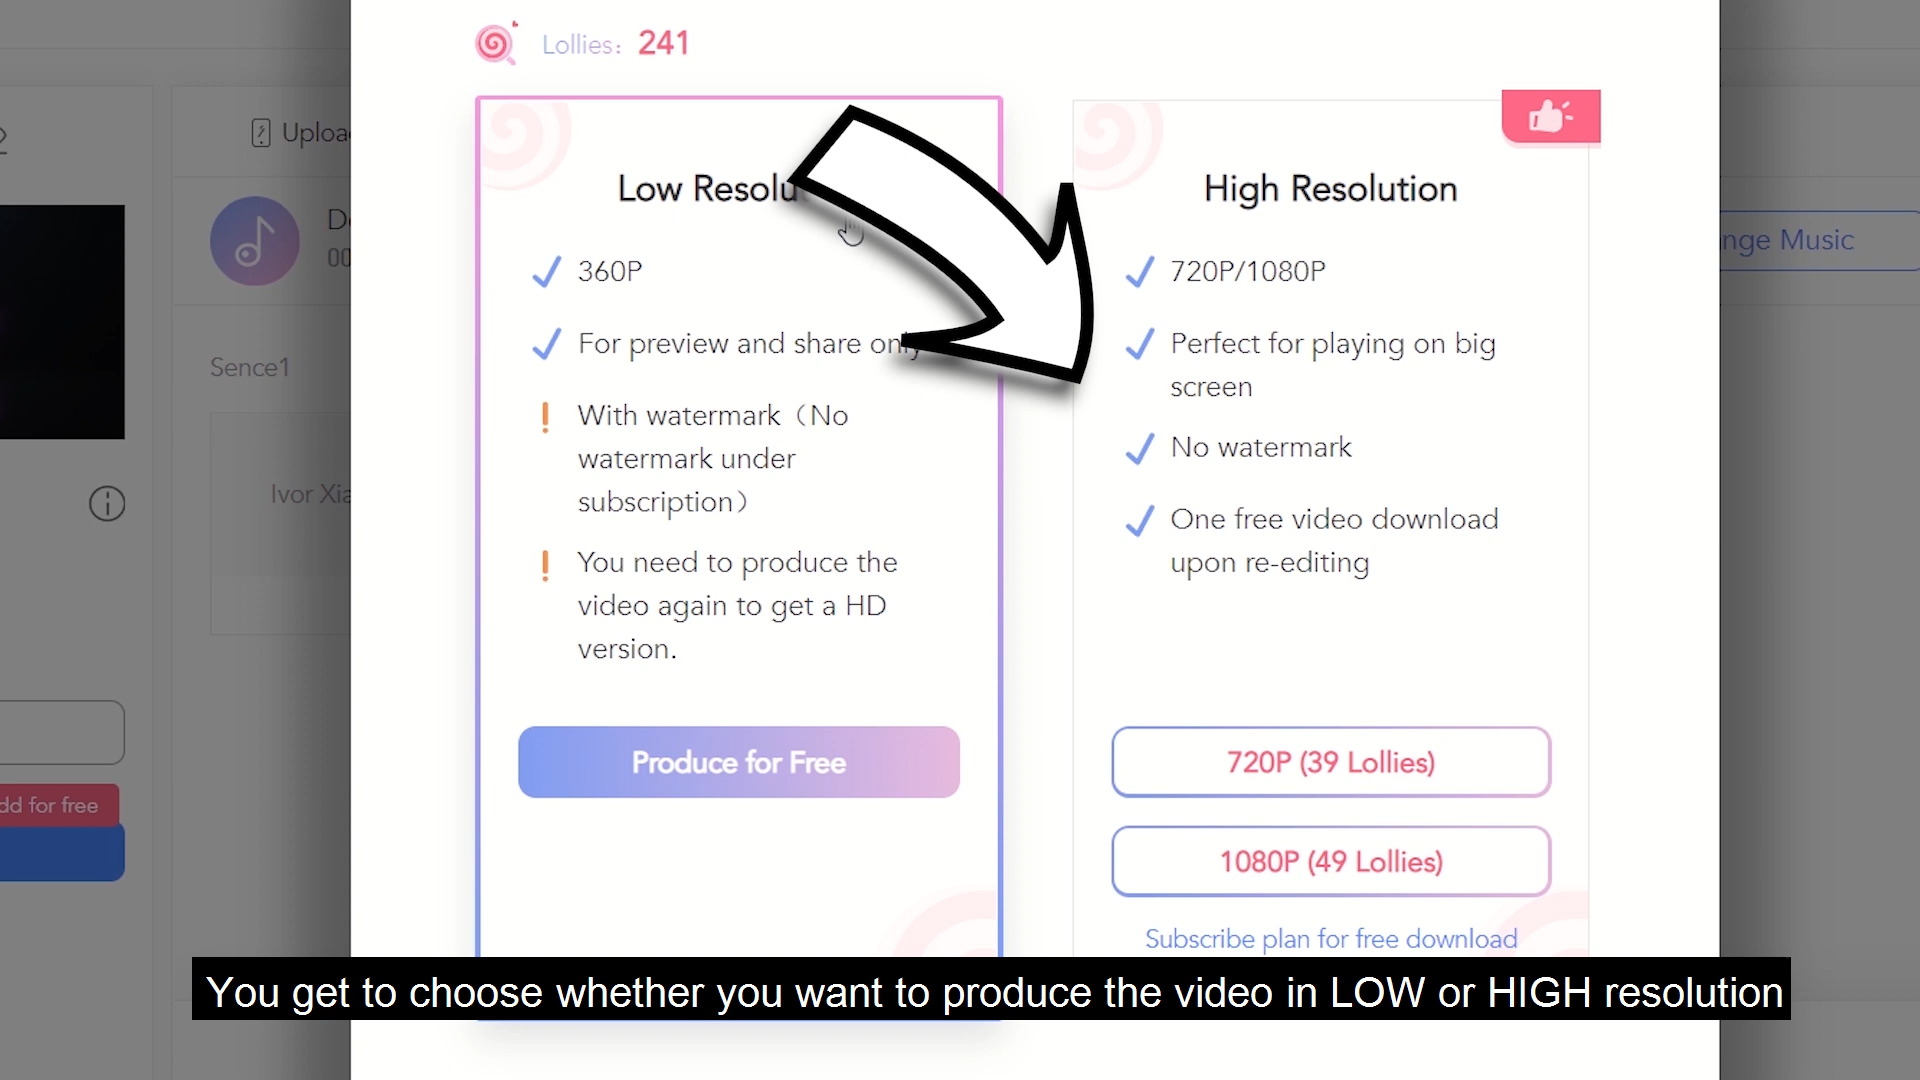 Lollies: 241
Low Resolu
360P
For preview and share only
With watermark（No
watermark under
subscription）
You need to produce the
video again to get a HD
version.
Produce for Free
High Resolution
720P/1080P
Perfect for playing on big
screen
No watermark
One free video download
upon re-editing
720P (39 Lollies)
1080P (49 Lollies)
Subscribe plan for free download
Uploa
00
Sence1
Ivor Xia
dd for free
nge Music
You get to choose whether you want to produce the video in LOW or HIGH resolution